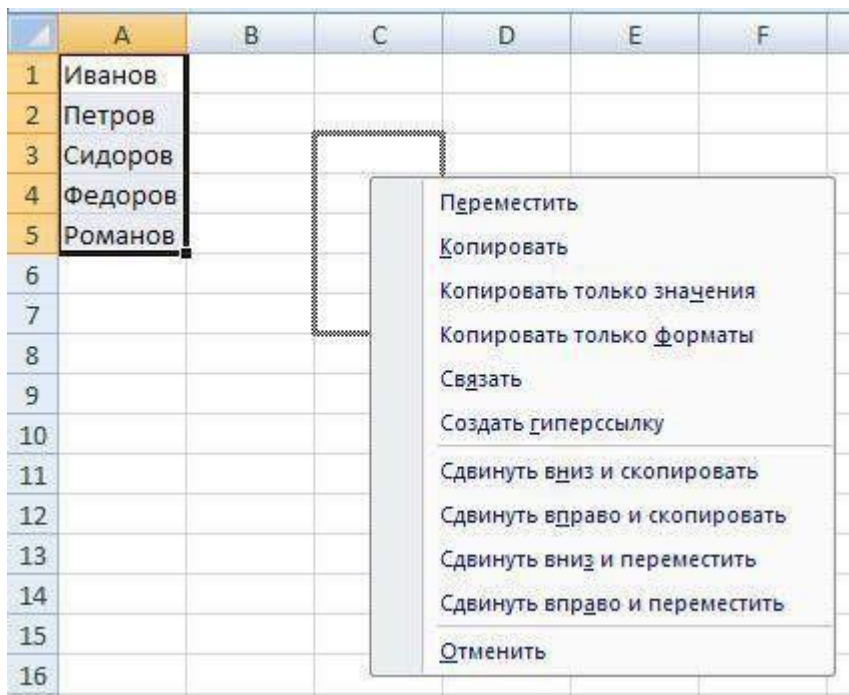 A B C D E F
1 Иванов
2 Петров
3 Сидоров
4 Федоров
5 Романов
6
7
8
9
10
11
12
13
14
15
16
Переместить
Копировать
Копировать только значения
Копировать только форматы
Связать
Создать гиперссылку
Сдвинуть вниз и скопировать
Сдвинуть вправо и скопировать
Сдвинуть вниз и переместить
Сдвинуть вправо и переместить
Отменить